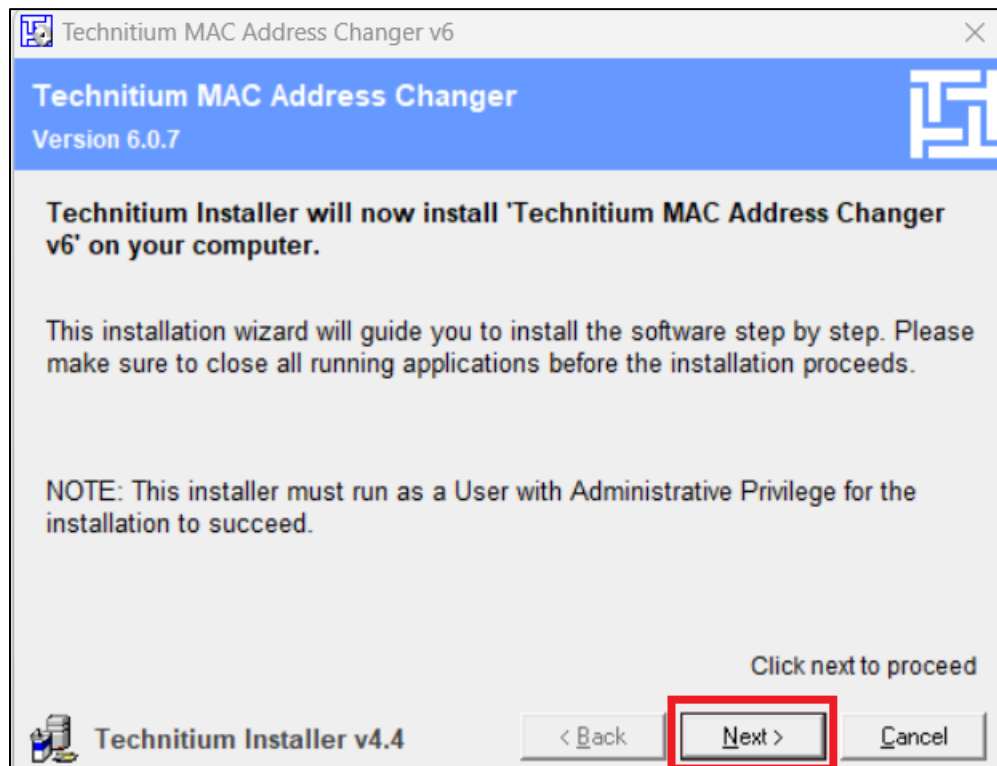 Technitium MAC Address Changer v6
Technitium MAC Address Changer
Version 6.0.7
Technitium Installer will now install 'Technitium MAC Address Changer
v6' on your computer.
This installation wizard will guide you to install the software step by step. Please
make sure to close all running applications before the installation proceeds.
NOTE: This installer must run as a User with Administrative Privilege for the
installation to succeed.
Click next to proceed
Technitium Installer v4.4
< Back
Next >
Cancel